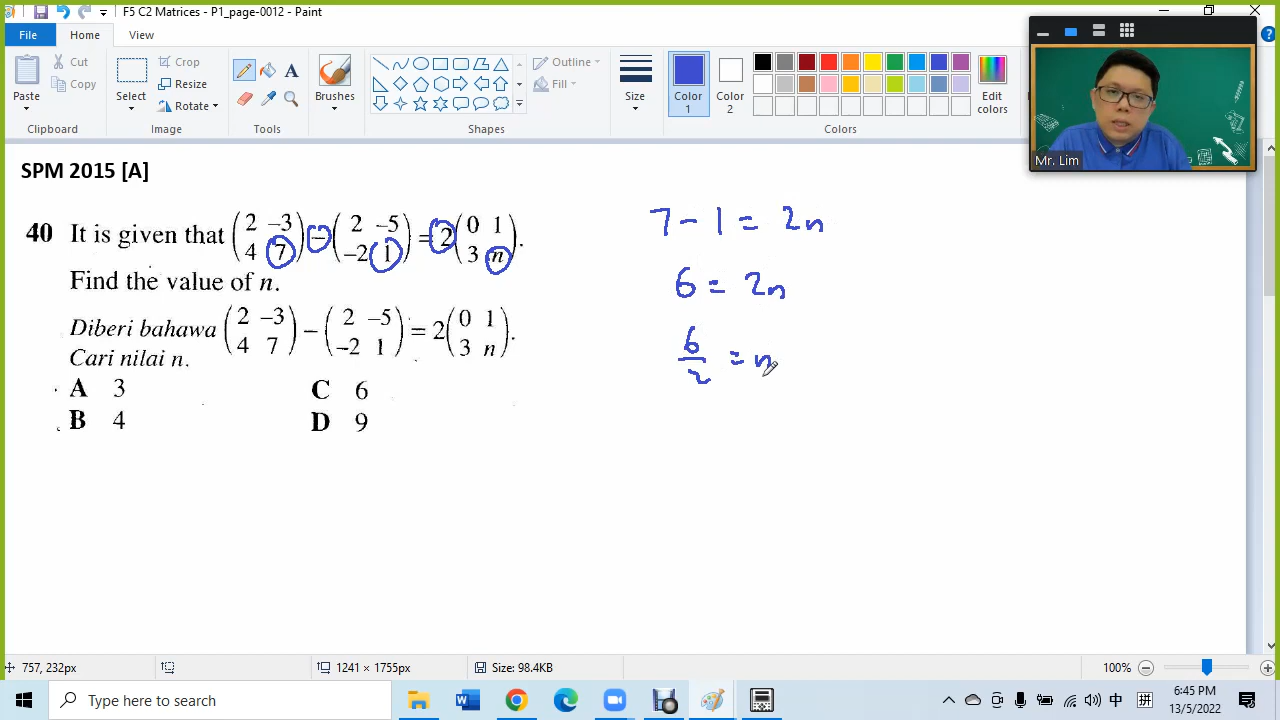 F5 C2 Matrices - P1_page-0012 - Paint
File Home View
Paste Cut Copy Select Crop Resize Rotate A Brushes Outline Fill Size Color 1 Color 2 Edit colors
Clipboard Image Tools Shapes Colors
Mr. Lim
SPM 2015 [A]
40 It is given that (2 -3 4 7) - (2 -5 -2 1) = 2 (0 1 3 n).
Find the value of n.
Diberi bahawa (2 -3 4 7) - (2 -5 -2 1) = 2 (0 1 3 n).
Cari nilai n.
A 3 C 6
B 4 D 9
7 - 1 = 2n
6 = 2n
6/2 = n
757, 232px 1241 × 1755px Size: 98.4KB 100%
Type here to search 中 拼 6:45 PM
13/5/2022